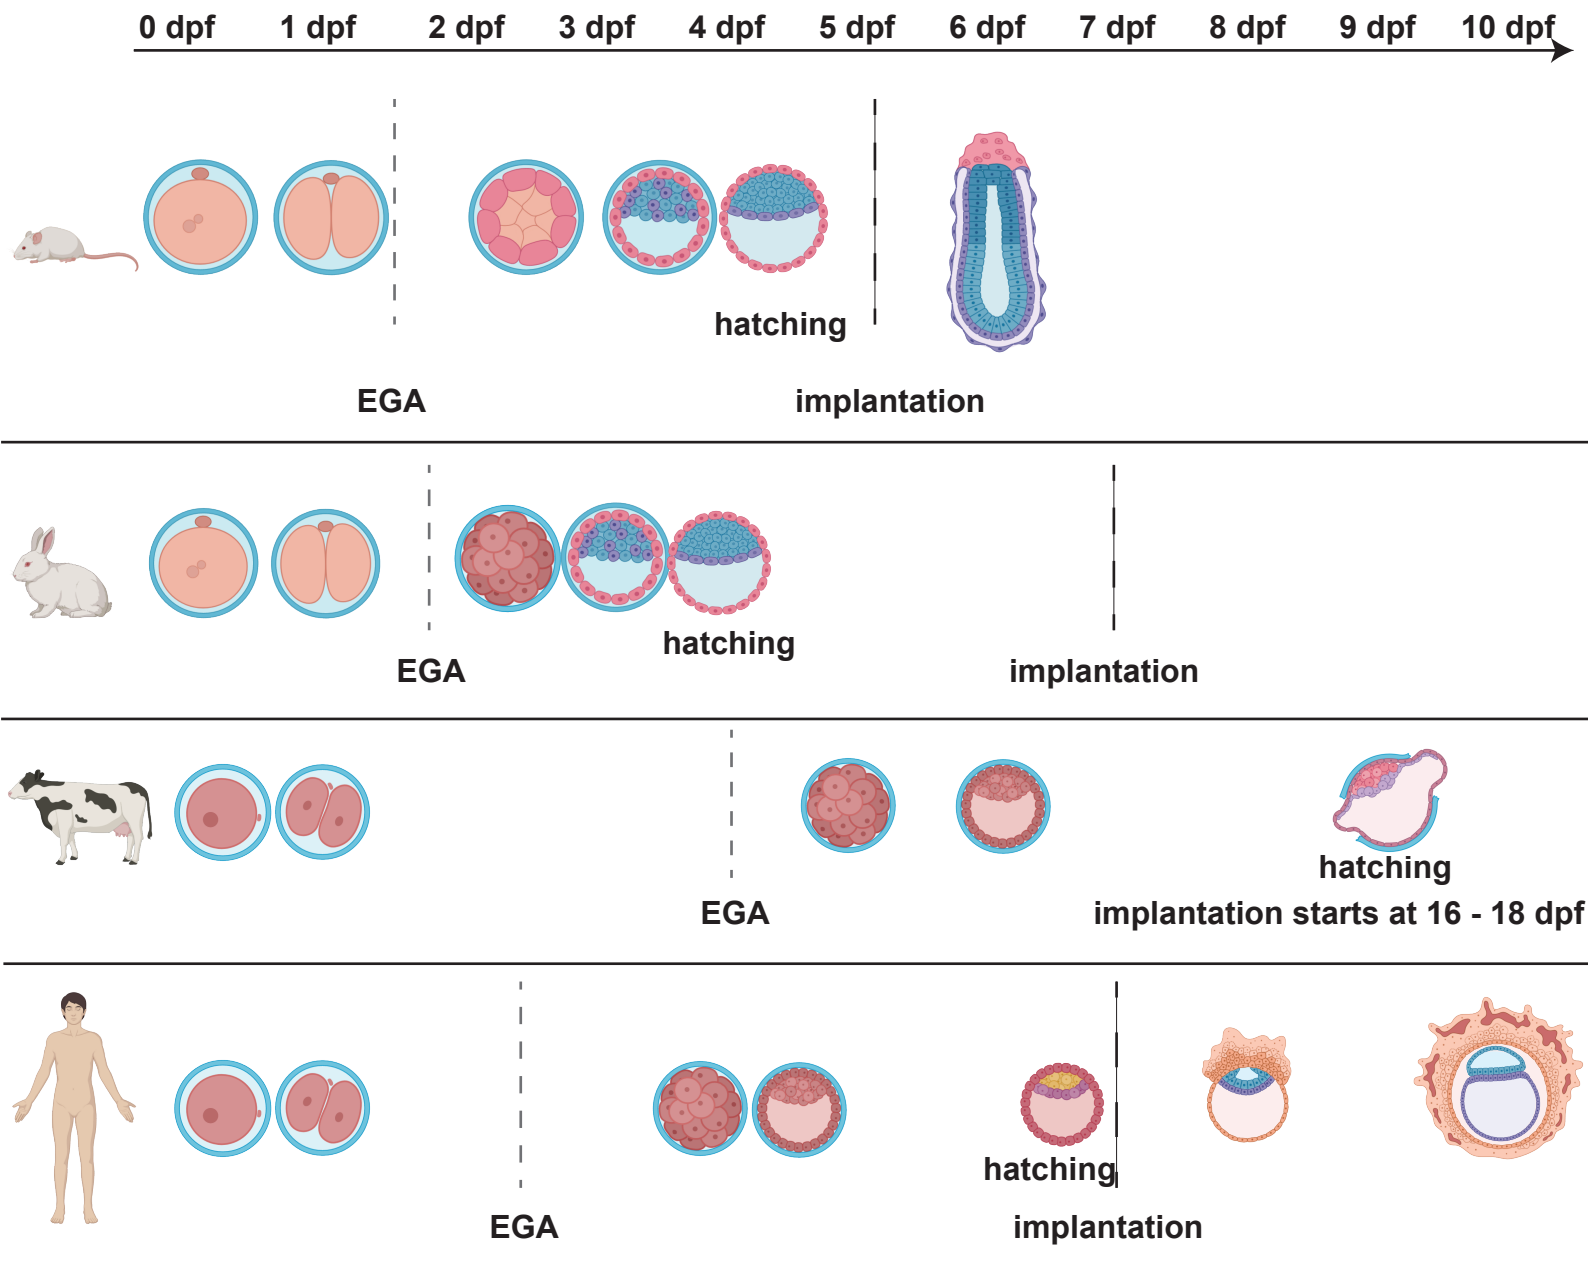 0 dpf 1 dpf 2 dpf 3 dpf 4 dpf 5 dpf 6 dpf 7 dpf 8 dpf 9 dpf 10 dpf
hatching
EGA implantation
hatching
EGA implantation
hatching
EGA implantation starts at 16 - 18 dpf
hatching
EGA implantation